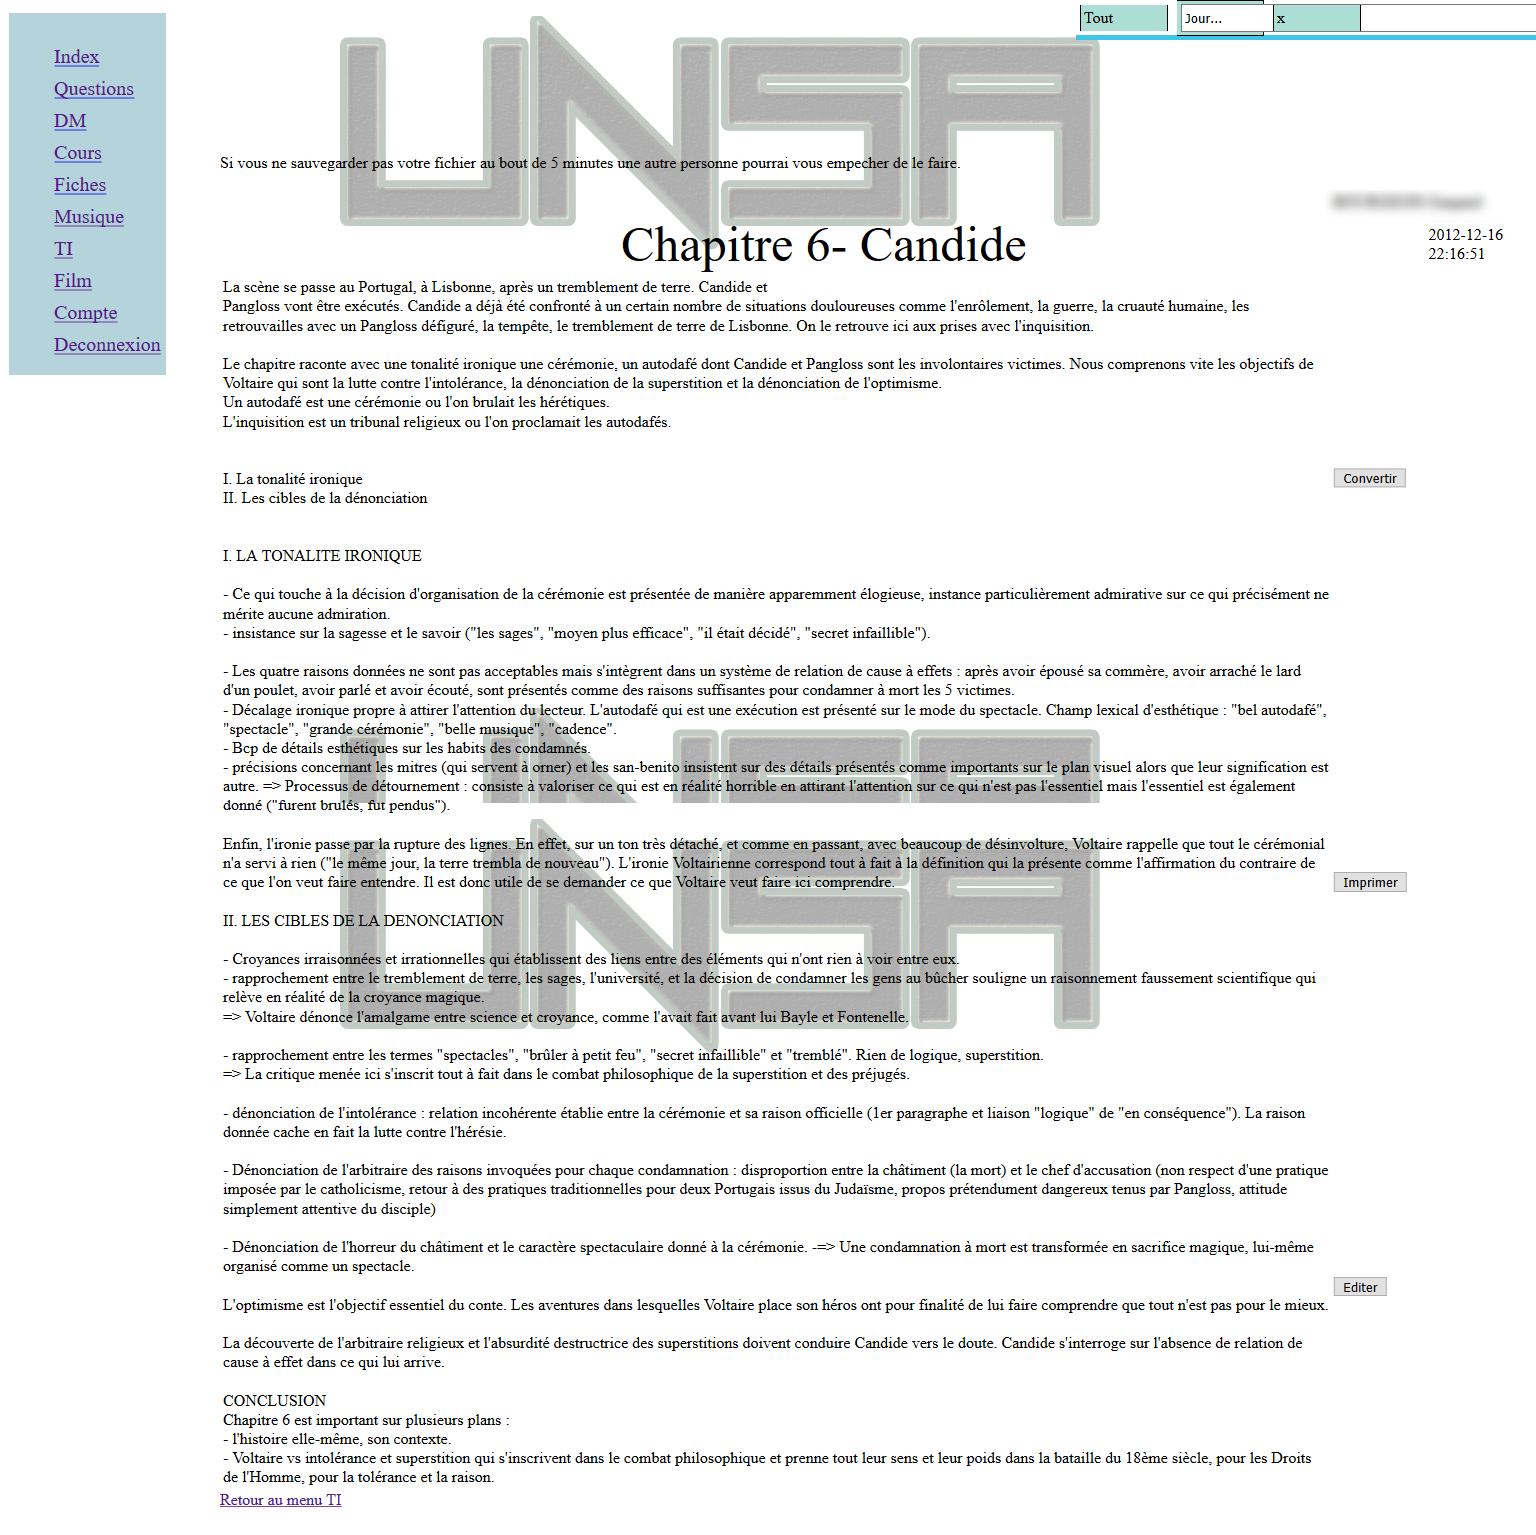 Tout
Jour...
x
Index
Questions
DM
Cours
Fiches
Musique
TI
Film
Compte
Deconnexion
UNSA
Si vous ne sauvegarder pas votre fichier au bout de 5 minutes une autre personne pourrai vous empecher de le faire.
Chapitre 6- Candide
2012-12-16
22:16:51
La scène se passe au Portugal, à Lisbonne, après un tremblement de terre. Candide et
Pangloss vont être exécutés. Candide a déjà été confronté à un certain nombre de situations douloureuses comme l'enrôlement, la guerre, la cruauté humaine, les
retrouvailles avec un Pangloss défiguré, la tempête, le tremblement de terre de Lisbonne. On le retrouve ici aux prises avec l'inquisition.
Le chapitre raconte avec une tonalité ironique une cérémonie, un autodafé dont Candide et Pangloss sont les involontaires victimes. Nous comprenons vite les objectifs de
Voltaire qui sont la lutte contre l'intolérance, la dénonciation de la superstition et la dénonciation de l'optimisme.
Un autodafé est une cérémonie ou l'on brulait les hérétiques.
L'inquisition est un tribunal religieux ou l'on proclamait les autodafés.
I. La tonalité ironique
Convertir
II. Les cibles de la dénonciation
I. LA TONALITE IRONIQUE
- Ce qui touche à la décision d'organisation de la cérémonie est présentée de manière apparemment élogieuse, instance particulièrement admirative sur ce qui précisément ne
mérite aucune admiration.
- insistance sur la sagesse et le savoir ("les sages", "moyen plus efficace", "il était décidé", "secret infaillible").
- Les quatre raisons données ne sont pas acceptables mais s'intègrent dans un système de relation de cause à effets : après avoir épousé sa commère, avoir arraché le lard
d'un poulet, avoir parlé et avoir écouté, sont présentés comme des raisons suffisantes pour condamner à mort les 5 victimes.
- Décalage ironique propre à attirer l'attention du lecteur. L'autodafé qui est une exécution est présenté sur le mode du spectacle. Champ lexical d'esthétique : "bel autodafé",
"spectacle", "grande cérémonie", "belle musique", "cadence".
- Bcp de détails esthétiques sur les habits des condamnés.
- précisions concernant les mitres (qui servent à orner) et les san-benito insistent sur des détails présentés comme importants sur le plan visuel alors que leur signification est
autre. => Processus de détournement : consiste à valoriser ce qui est en réalité horrible en attirant l'attention sur ce qui n'est pas l'essentiel mais l'essentiel est également
donné ("furent brulés, fut pendus").
Enfin, l'ironie passe par la rupture des lignes. En effet, sur un ton très détaché, et comme en passant, avec beaucoup de désinvolture, Voltaire rappelle que tout le cérémonial
n'a servi à rien ("le même jour, la terre trembla de nouveau"). L'ironie Voltairienne correspond tout à fait à la définition qui la présente comme l'affirmation du contraire de
ce que l'on veut faire entendre. Il est donc utile de se demander ce que Voltaire veut faire ici comprendre.
Imprimer
UNSA
II. LES CIBLES DE LA DENONCIATION
- Croyances irraisonnées et irrationnelles qui établissent des liens entre des éléments qui n'ont rien à voir entre eux.
- rapprochement entre le tremblement de terre, les sages, l'université, et la décision de condamner les gens au bûcher souligne un raisonnement faussement scientifique qui
relève en réalité de la croyance magique.
=> Voltaire dénonce l'amalgame entre science et croyance, comme l'avait fait avant lui Bayle et Fontenelle.
- rapprochement entre les termes "spectacles", "brûler à petit feu", "secret infaillible" et "tremblé". Rien de logique, superstition.
=> La critique menée ici s'inscrit tout à fait dans le combat philosophique de la superstition et des préjugés.
- dénonciation de l'intolérance : relation incohérente établie entre la cérémonie et sa raison officielle (1er paragraphe et liaison "logique" de "en conséquence"). La raison
donnée cache en fait la lutte contre l'hérésie.
- Dénonciation de l'arbitraire des raisons invoquées pour chaque condamnation : disproportion entre la châtiment (la mort) et le chef d'accusation (non respect d'une pratique
imposée par le catholicisme, retour à des pratiques traditionnelles pour deux Portugais issus du Judaïsme, propos prétendument dangereux tenus par Pangloss, attitude
simplement attentive du disciple)
- Dénonciation de l'horreur du châtiment et le caractère spectaculaire donné à la cérémonie. -=> Une condamnation à mort est transformée en sacrifice magique, lui-même
organisé comme un spectacle.
Editer
L'optimisme est l'objectif essentiel du conte. Les aventures dans lesquelles Voltaire place son héros ont pour finalité de lui faire comprendre que tout n'est pas pour le mieux.
La découverte de l'arbitraire religieux et l'absurdité destructrice des superstitions doivent conduire Candide vers le doute. Candide s'interroge sur l'absence de relation de
cause à effet dans ce qui lui arrive.
CONCLUSION
Chapitre 6 est important sur plusieurs plans :
- l'histoire elle-même, son contexte.
- Voltaire vs intolérance et superstition qui s'inscrivent dans le combat philosophique et prenne tout leur sens et leur poids dans la bataille du 18ème siècle, pour les Droits
de l'Homme, pour la tolérance et la raison.
Retour au menu TI